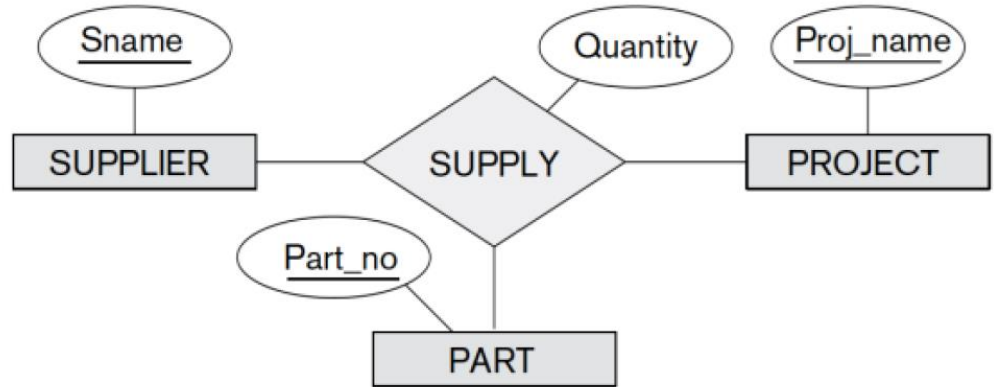 Sname
Quantity
Proj_name
SUPPLIER
SUPPLY
PROJECT
Part_no
PART